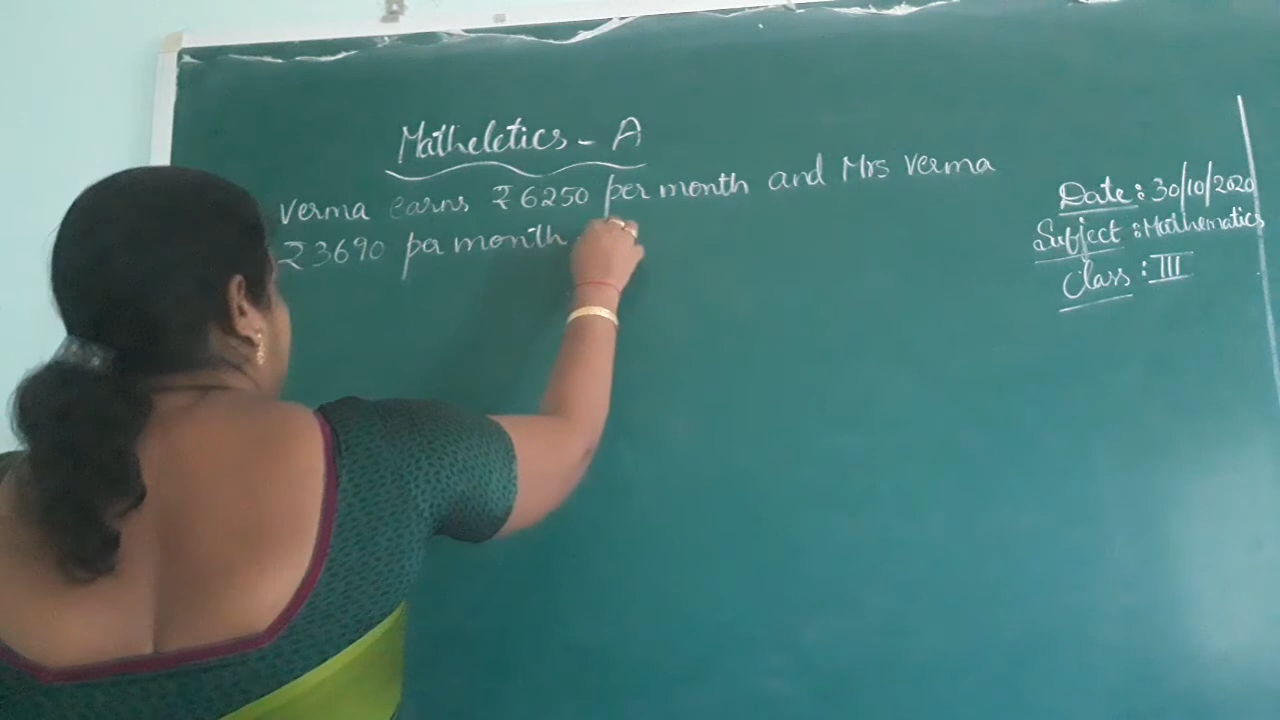 Matheletics - A
Verma earns ₹6250 per month and Mrs Verma
₹3690 per month
Date : 30/10/2020
Subject : Mathematics
Class : III